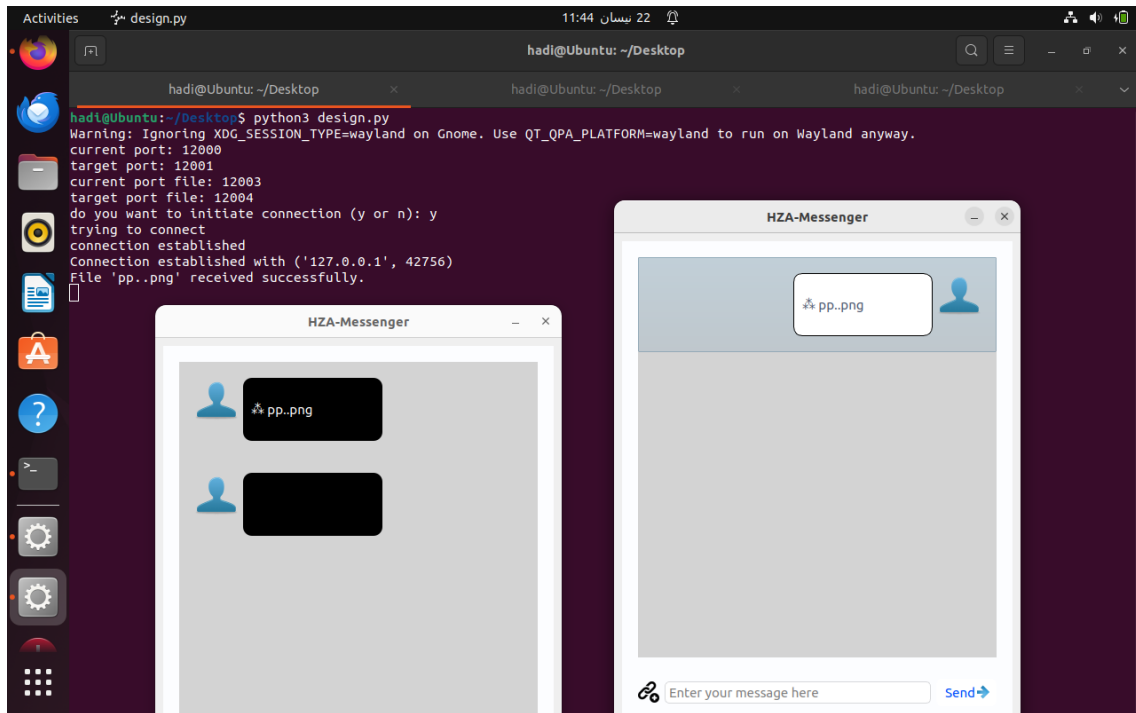 Activities design.py 11:44 نيسان 22
hadi@Ubuntu: ~/Desktop
hadi@Ubuntu: ~/Desktop hadi@Ubuntu: ~/Desktop hadi@Ubuntu: ~/Desktop
hadi@Ubuntu:~/Desktop$ python3 design.py
Warning: Ignoring XDG_SESSION_TYPE=wayland on Gnome. Use QT_QPA_PLATFORM=wayland to run on Wayland anyway.
current port: 12000
target port: 12001
current port file: 12003
target port file: 12004
do you want to initiate connection (y or n): y
trying to connect
connection established
Connection established with ('127.0.0.1', 42756)
File 'pp..png' received successfully.
HZA-Messenger
pp..png
HZA-Messenger
pp..png
Enter your message here
Send